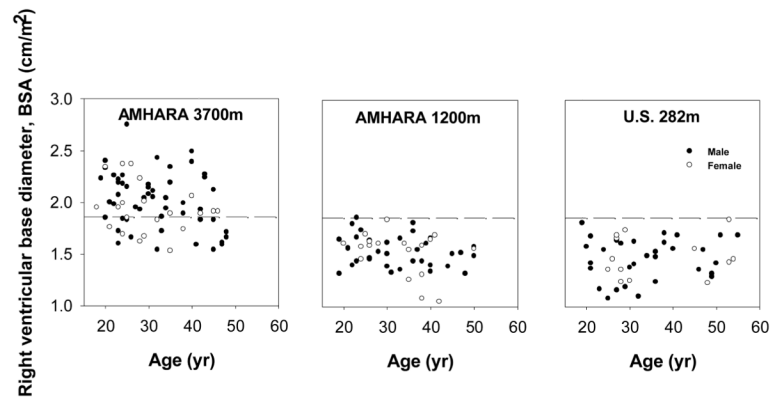 Right ventricular base diameter, BSA (cm/m²)
AMHARA 3700m
AMHARA 1200m
U.S. 282m
Male
Female
3.0
2.5
2.0
1.5
1.0
20 30 40 50 60
20 30 40 50 60
20 30 40 50 60
Age (yr)
Age (yr)
Age (yr)